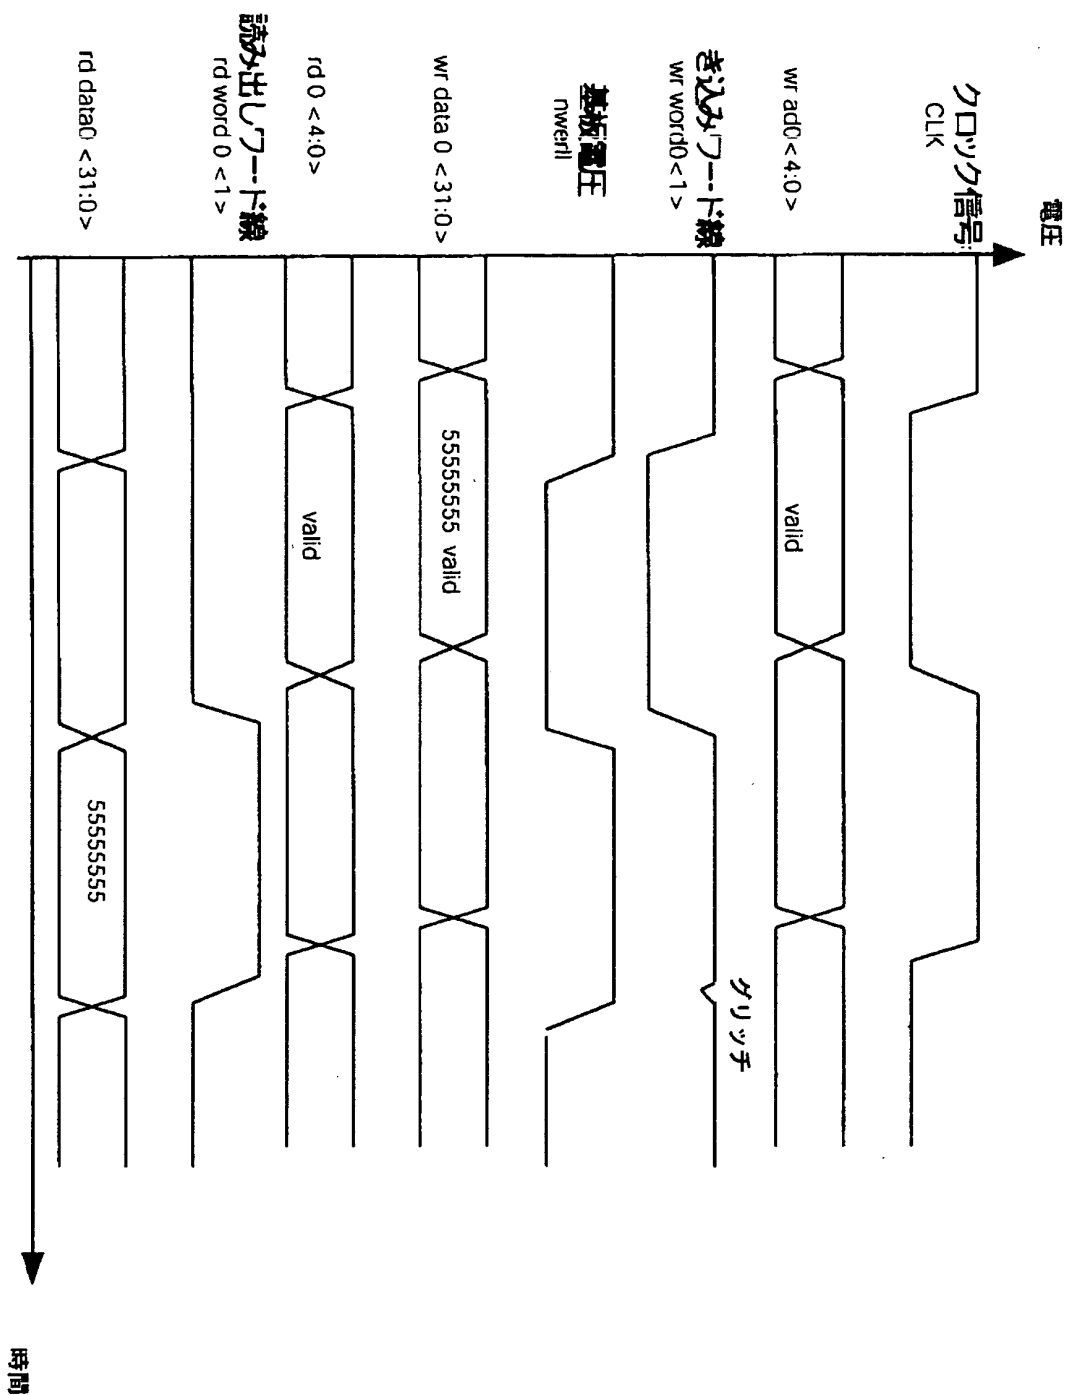 電圧
クロック信号
CLK
wr ad0<4:0>
valid
き込みワード線
wr word0<1>
グリッチ
基板電圧
nwerll
wr data 0 <31:0>
55555555 valid
rd 0 <4:0>
valid
読み出しワード線
rd word 0 <1>
rd data0 <31:0>
55555555
時間